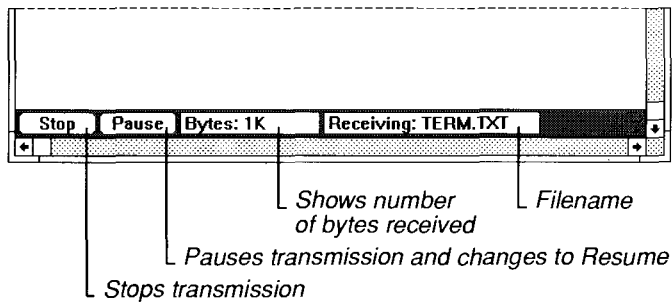 Stop Pause Bytes: 1K Receiving: TERM.TXT
Shows number
of bytes received
Filename
Pauses transmission and changes to Resume
Stops transmission